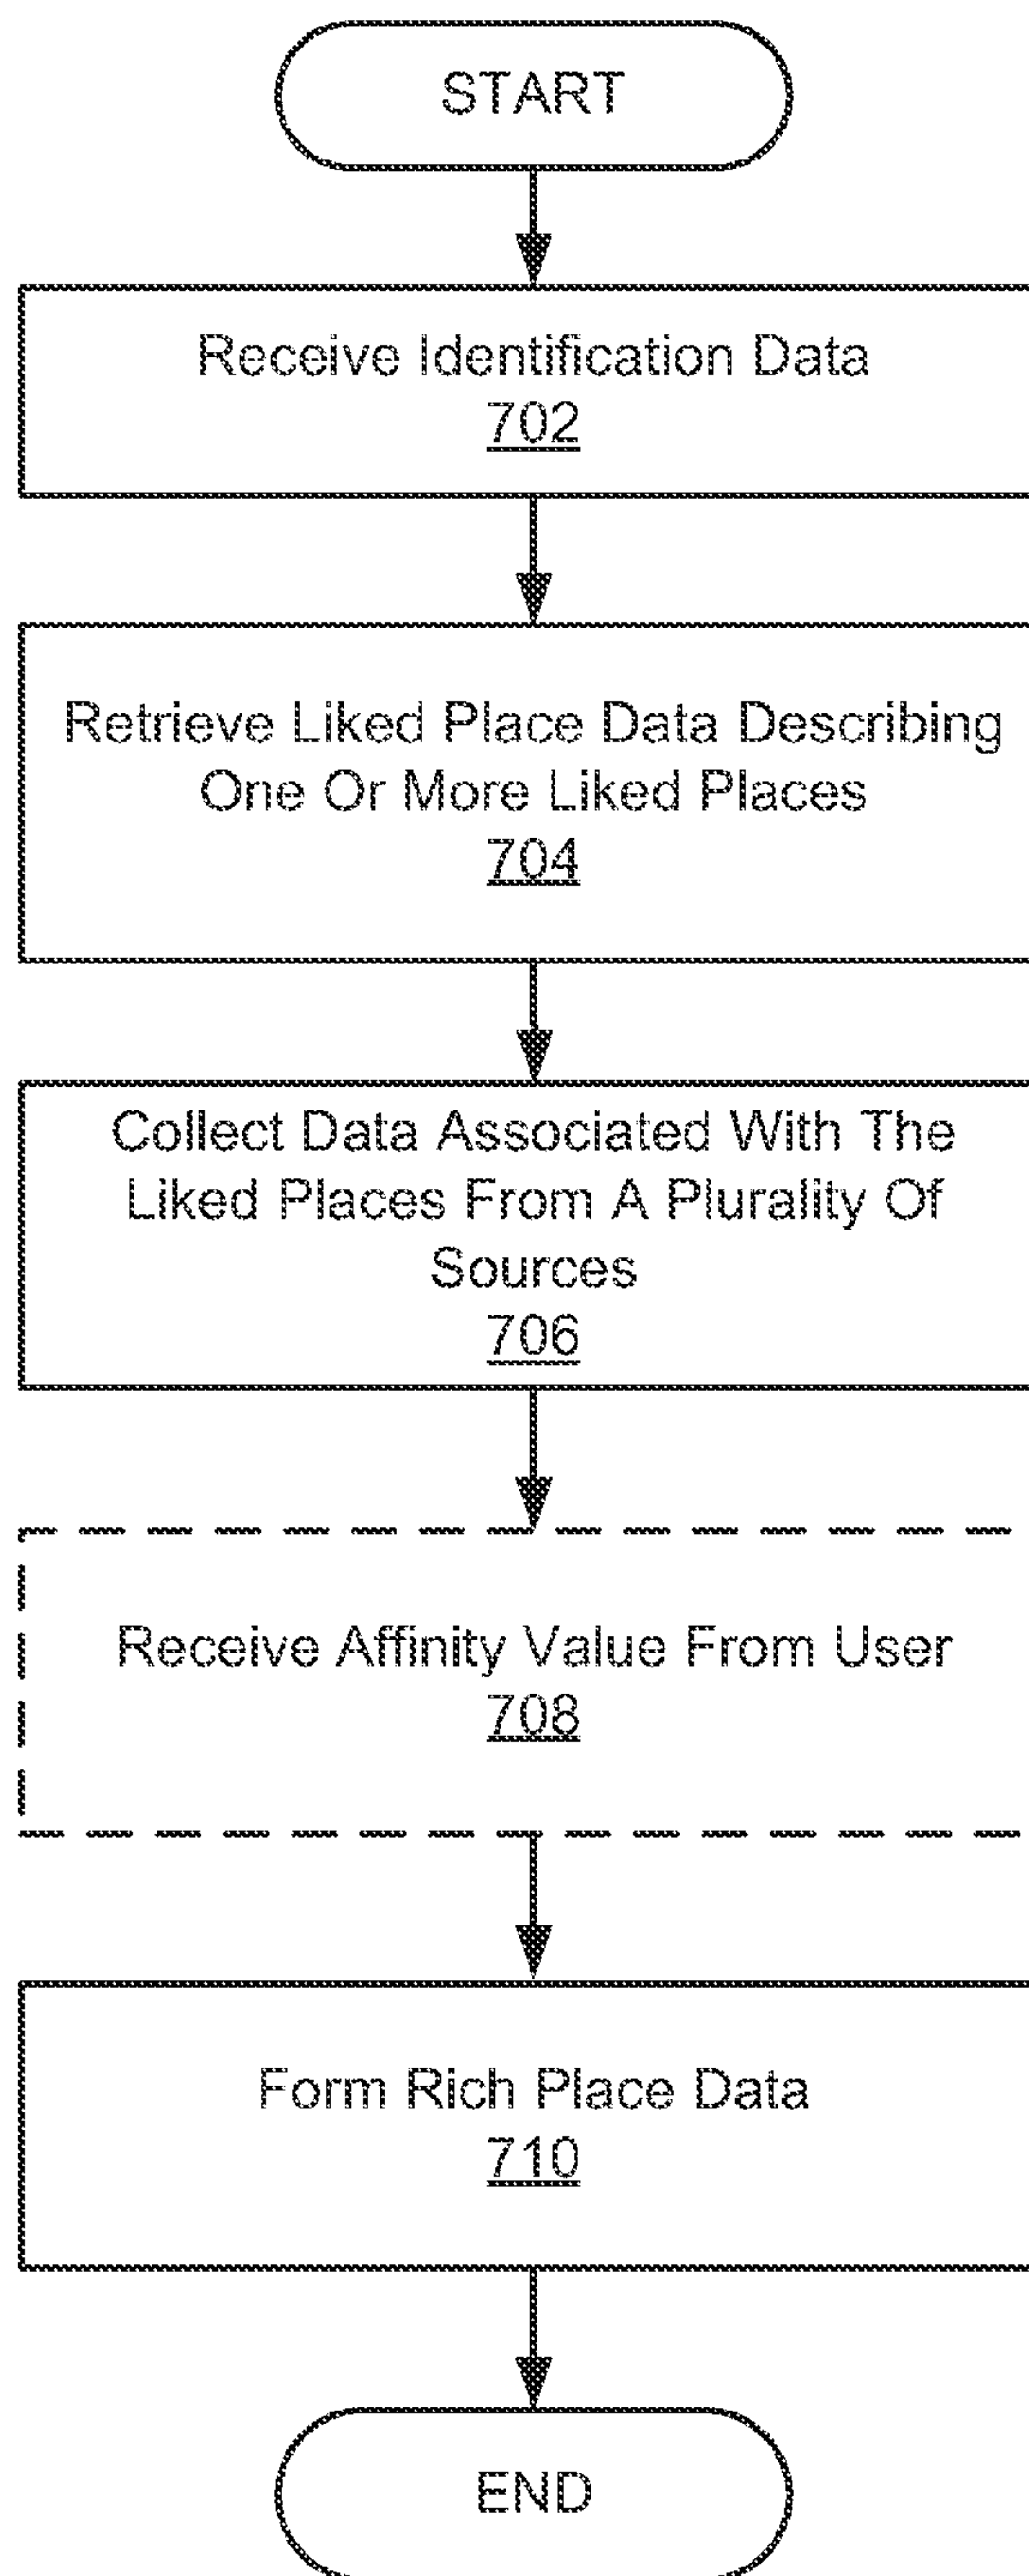 START
Receive Identification Data
702
Retrieve Liked Place Data Describing
One Or More Liked Places
704
Collect Data Associated With The
Liked Places From A Plurality Of
Sources
706
Receive Affinity Value From User
708
Form Rich Place Data
710
END